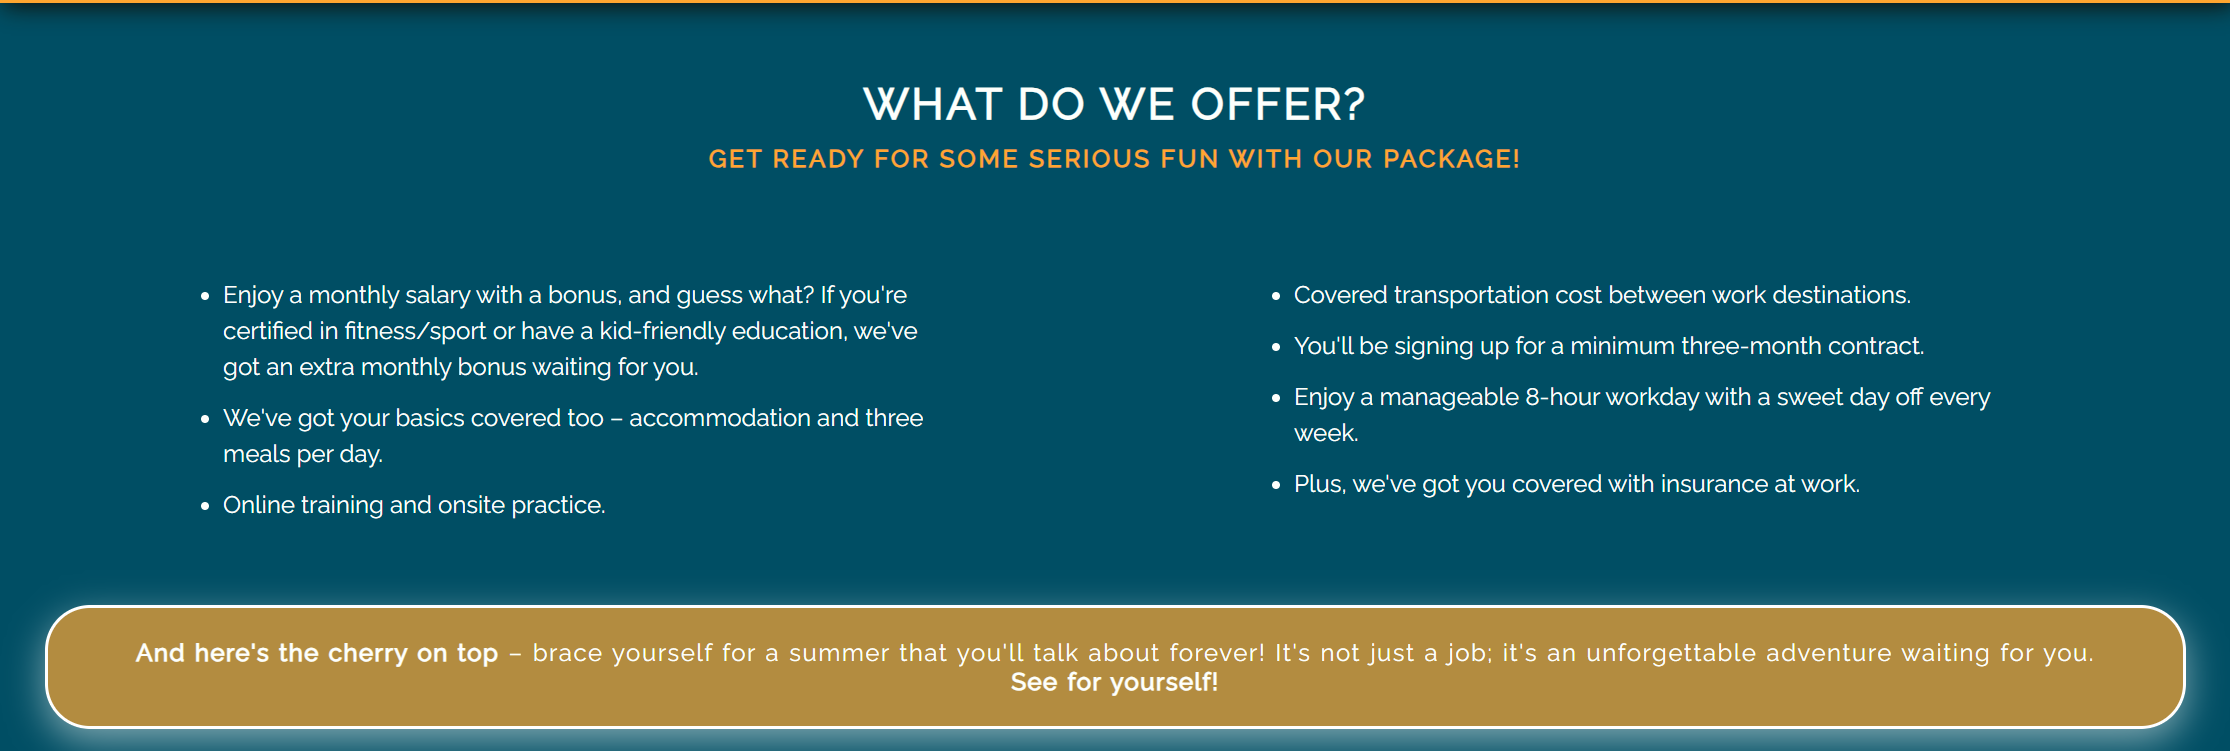 WHAT DO WE OFFER?
GET READY FOR SOME SERIOUS FUN WITH OUR PACKAGE!
• Enjoy a monthly salary with a bonus, and guess what? If you're
certified in fitness/sport or have a kid-friendly education, we've
got an extra monthly bonus waiting for you.
• We've got your basics covered too – accommodation and three
meals per day.
• Online training and onsite practice.
• Covered transportation cost between work destinations.
• You'll be signing up for a minimum three-month contract.
• Enjoy a manageable 8-hour workday with a sweet day off every
week.
• Plus, we've got you covered with insurance at work.
And here's the cherry on top – brace yourself for a summer that you'll talk about forever! It's not just a job; it's an unforgettable adventure waiting for you.
See for yourself!